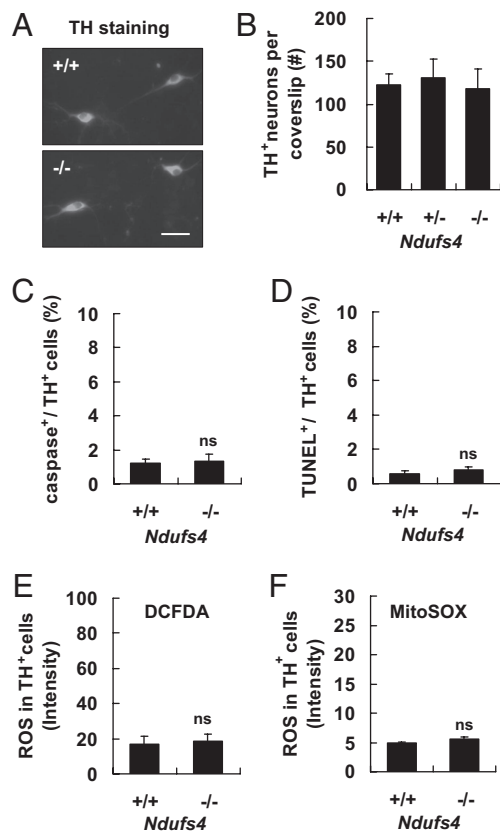 A
TH staining
+/+
-/-
B
TH⁺neurons per
coverslip (#)
200
150
100
50
0
+/+ +/- -/-
Ndufs4
C
caspase⁺/ TH⁺cells (%)
10
8
6
4
2
0
ns
+/+ -/-
Ndufs4
D
TUNEL⁺/ TH⁺cells (%)
10
8
6
4
2
0
ns
+/+ -/-
Ndufs4
E
ROS in TH⁺cells
(Intensity)
100
80
60
40
20
0
DCFDA
ns
+/+ -/-
Ndufs4
F
ROS in TH⁺ cells
(Intensity)
30
25
20
15
10
5
0
MitoSOX
ns
+/+ -/-
Ndufs4